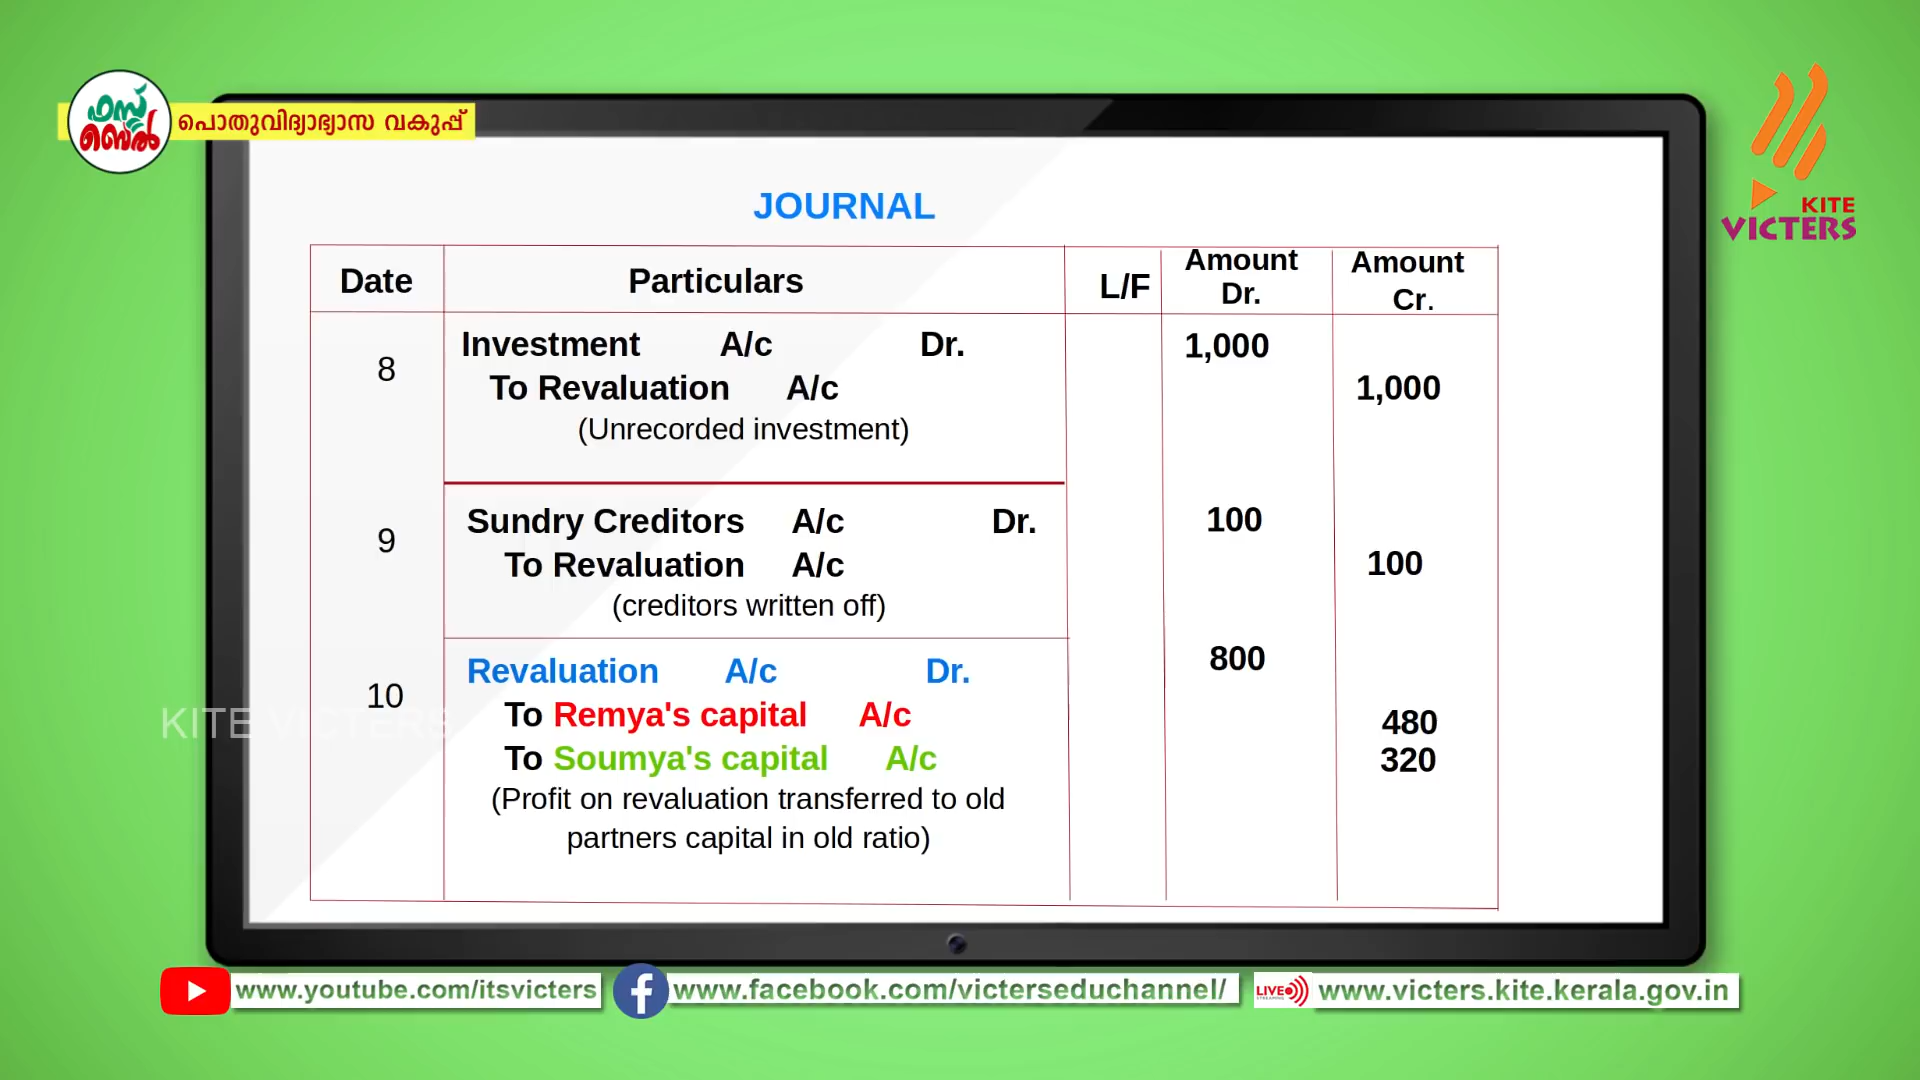 ഫസ്റ്റ്
ബെൽ
പൊതുവിദ്യാഭ്യാസ വകുപ്പ്
KITE
VICTERS
JOURNAL
Date Particulars L/F Amount Dr. Amount Cr.
8 Investment A/c Dr. 1,000
To Revaluation A/c 1,000
(Unrecorded investment)
9 Sundry Creditors A/c Dr. 100
To Revaluation A/c 100
(creditors written off)
10 Revaluation A/c Dr. 800
To Remya's capital A/c 480
To Soumya's capital A/c 320
(Profit on revaluation transferred to old
partners capital in old ratio)
KITE VICTERS
www.youtube.com/itsvicters
www.facebook.com/victerseduchannel/
LIVE STREAMING www.victers.kite.kerala.gov.in